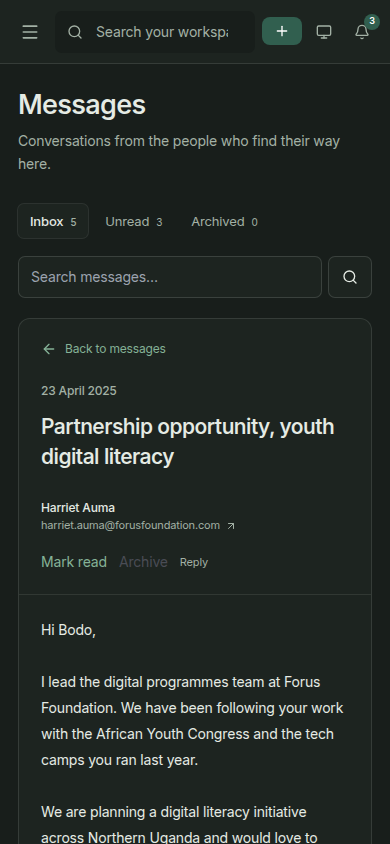 Search your workspa
3
Messages
Conversations from the people who find their way
here.
Inbox 5 Unread 3 Archived 0
Search messages...
Back to messages
23 April 2025
Partnership opportunity, youth
digital literacy
Harriet Auma
harriet.auma@forusfoundation.com
Mark read Archive Reply
Hi Bodo,
I lead the digital programmes team at Forus
Foundation. We have been following your work
with the African Youth Congress and the tech
camps you ran last year.
We are planning a digital literacy initiative
across Northern Uganda and would love to